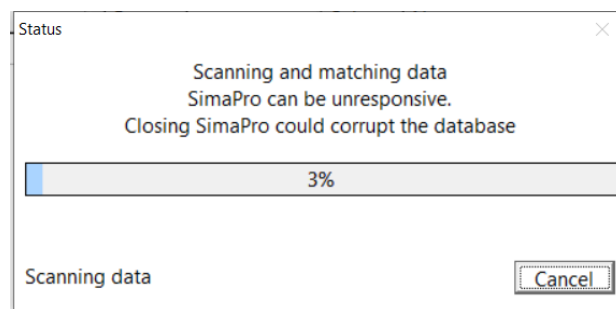 Status
Scanning and matching data
SimaPro can be unresponsive.
Closing SimaPro could corrupt the database
3%
Scanning data
Cancel